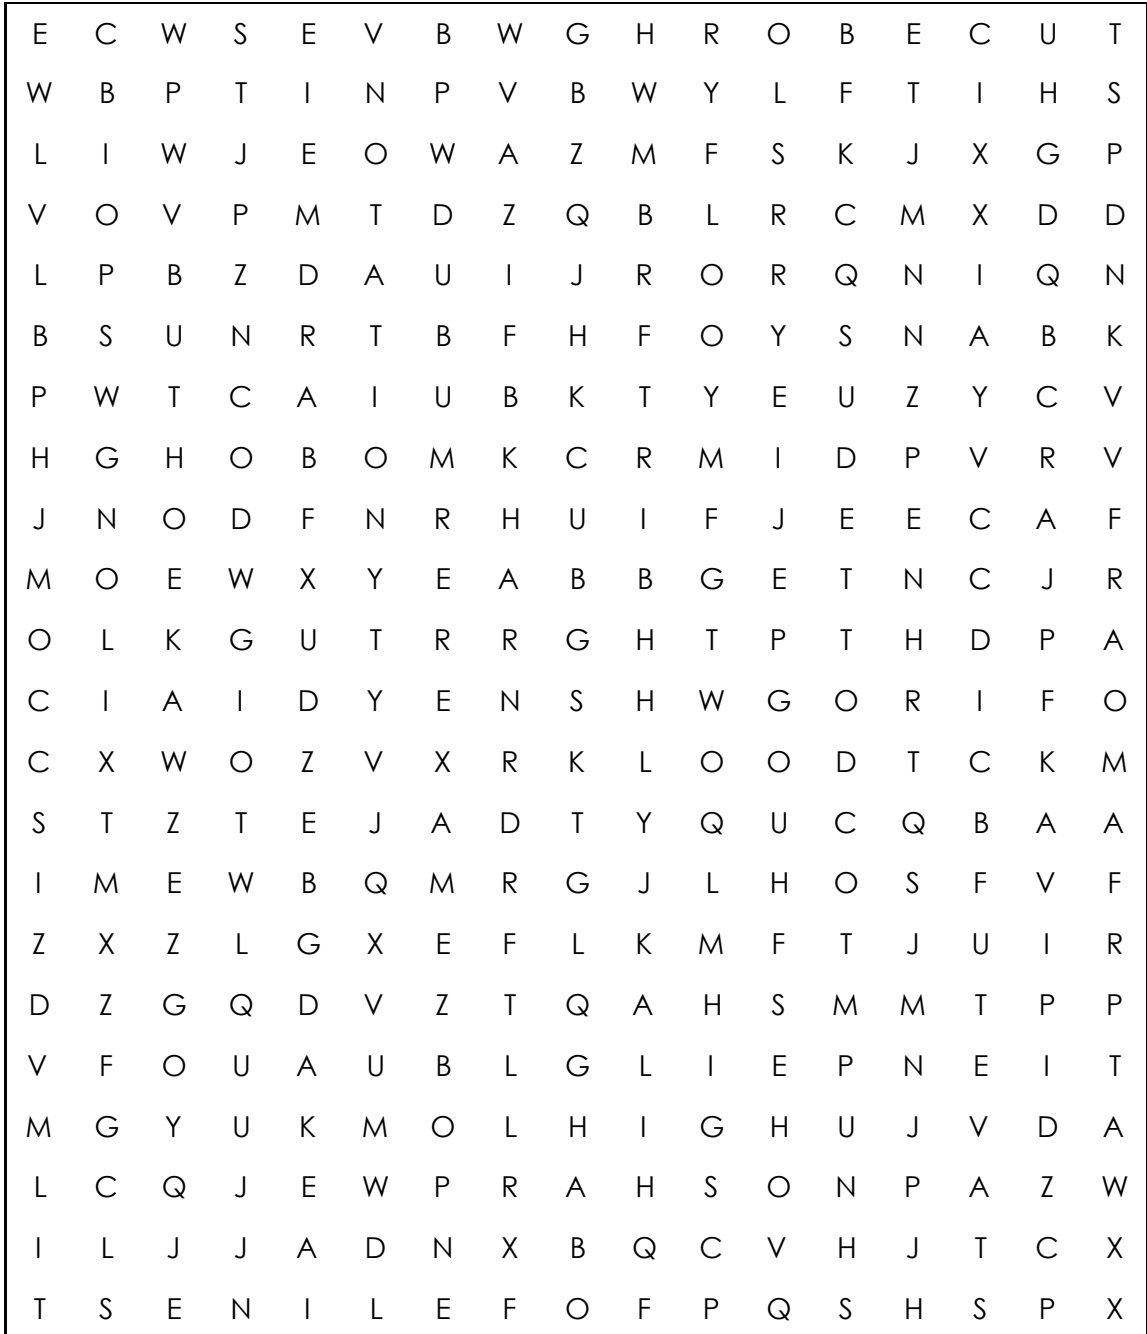 E C W S E V B W G H R O B E C U T
W B P T I N P V B W Y L F T I H S
L I W J E O W A Z M F S K J X G P
V O V P M T D Z Q B L R C M X D D
L P B Z D A U I J R O R Q N I Q N
B S U N R T B F H F O Y S N A B K
P W T C A I U B K T Y E U Z Y C V
H G H O B O M K C R M I D P V R V
J N O D F N R H U I F J E E C A F
M O E W X Y E A B B G E T N C J R
O L K G U T R R G H T P T H D P A
C I A I D Y E N S H W G O R I F O
C X W O Z V X R K L O O D T C K M
S T Z T E J A D T Y Q U C Q B A A
I M E W B Q M R G J L H O S F V F
Z X Z L G X E F L K M F T J U I R
D Z G Q D V Z T Q A H S M M T P P
V F O U A U B L G L I E P N E I T
M G Y U K M O L H I G H U J V D A
L C Q J E W P R A H S O N P A Z W
I L J J A D N X B Q C V H J T C X
T S E N I L E F O F P Q S H S P X